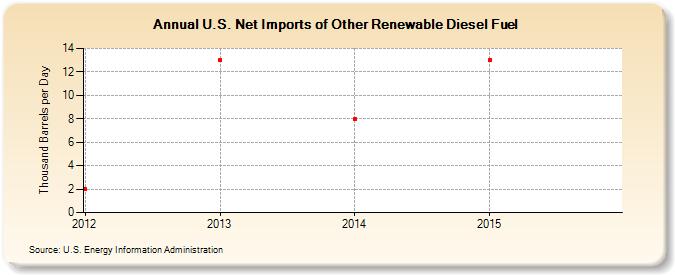 Annual U.S. Net Imports of Other Renewable Diesel Fuel
Thousand Barrels per Day
14
12
10
8
6
4
2
0
2012 2013 2014 2015
Source: U.S. Energy Information Administration